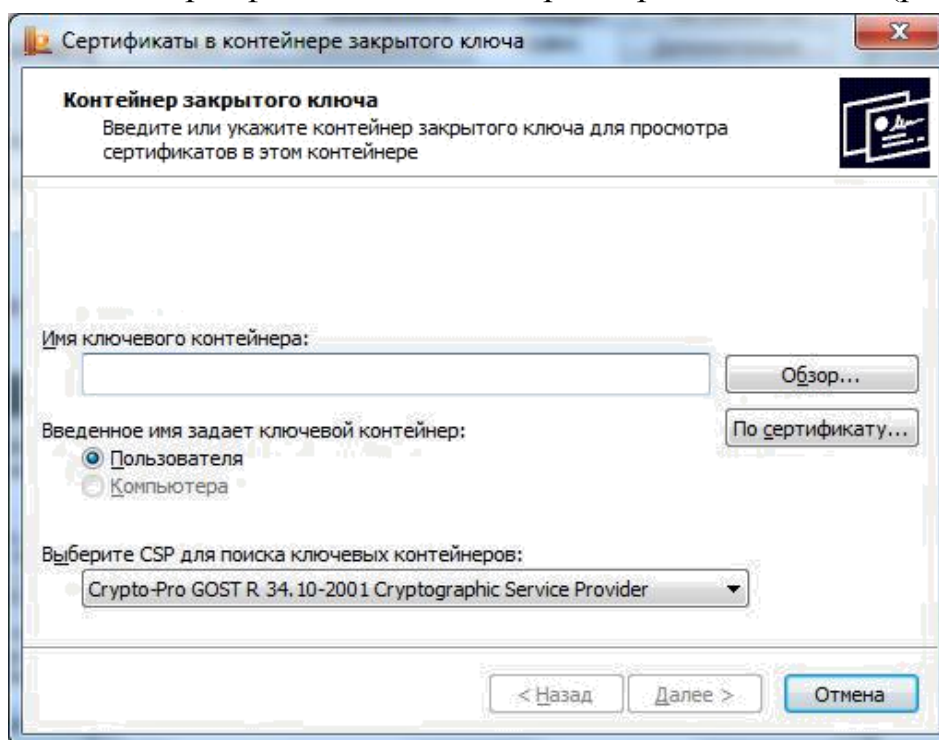 Сертификаты в контейнере закрытого ключа
Контейнер закрытого ключа
Введите или укажите контейнер закрытого ключа для просмотра
сертификатов в этом контейнере
Имя ключевого контейнера:
Обзор...
Введенное имя задает ключевой контейнер:
По сертификату...
Пользователя
Компьютера
Выберите CSP для поиска ключевых контейнеров:
Crypto-Pro GOST R 34.10-2001 Cryptographic Service Provider
< Назад
Далее >
Отмена